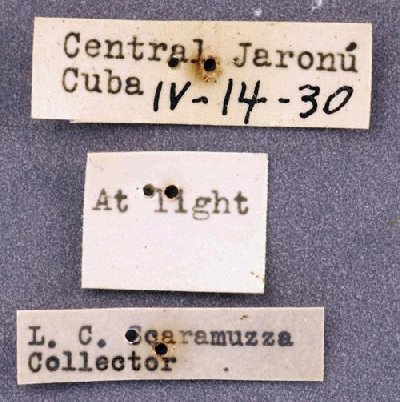 Central Jaronú
Cuba IV-14-30
At light
L. C. Scaramuzza
Collector